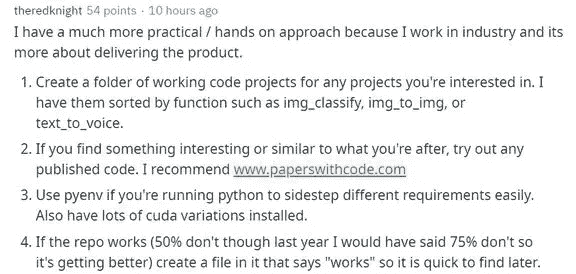 theredknight 54 points · 10 hours ago
I have a much more practical / hands on approach because I work in industry and its
more about delivering the product.
1. Create a folder of working code projects for any projects you're interested in. I
have them sorted by function such as img_classify, img_to_img, or
text_to_voice.
2. If you find something interesting or similar to what you're after, try out any
published code. I recommend www.paperswithcode.com
3. Use pyenv if you're running python to sidestep different requirements easily.
Also have lots of cuda variations installed.
4. If the repo works (50% don't though last year I would have said 75% don't so
it's getting better) create a file in it that says "works" so it is quick to find later.